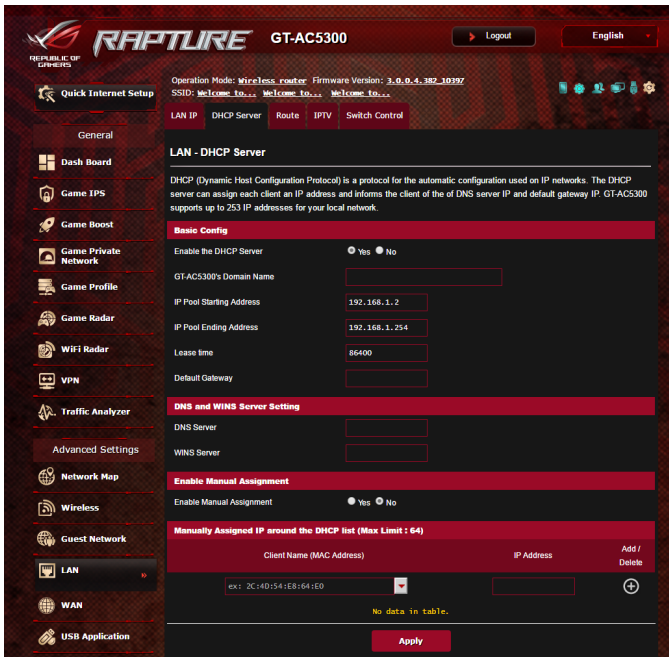 REPUBLIC OF
GAMERS
RAPTURE GT-AC5300 Logout English
Quick Internet Setup
Operation Mode: Wireless router Firmware Version: 3.0.0.4.382_10397
SSID: Welcome to... Welcome to... Welcome to...
LAN IP DHCP Server Route IPTV Switch Control
General
Dash Board
Game IPS
Game Boost
Game Private
Network
Game Profile
Game Radar
WiFi Radar
VPN
Traffic Analyzer
Advanced Settings
Network Map
Wireless
Guest Network
LAN
WAN
USB Application
LAN - DHCP Server
DHCP (Dynamic Host Configuration Protocol) is a protocol for the automatic configuration used on IP networks. The DHCP
server can assign each client an IP address and informs the client of the of DNS server IP and default gateway IP. GT-AC5300
supports up to 253 IP addresses for your local network.
Basic Config
Enable the DHCP Server Yes No
GT-AC5300's Domain Name
IP Pool Starting Address 192.168.1.2
IP Pool Ending Address 192.168.1.254
Lease time 86400
Default Gateway
DNS and WINS Server Setting
DNS Server
WINS Server
Enable Manual Assignment
Enable Manual Assignment Yes No
Manually Assigned IP around the DHCP list (Max Limit : 64)
Client Name (MAC Address) IP Address Add /
Delete
ex: 2C:4D:54:E8:64:E0
No data in table.
Apply